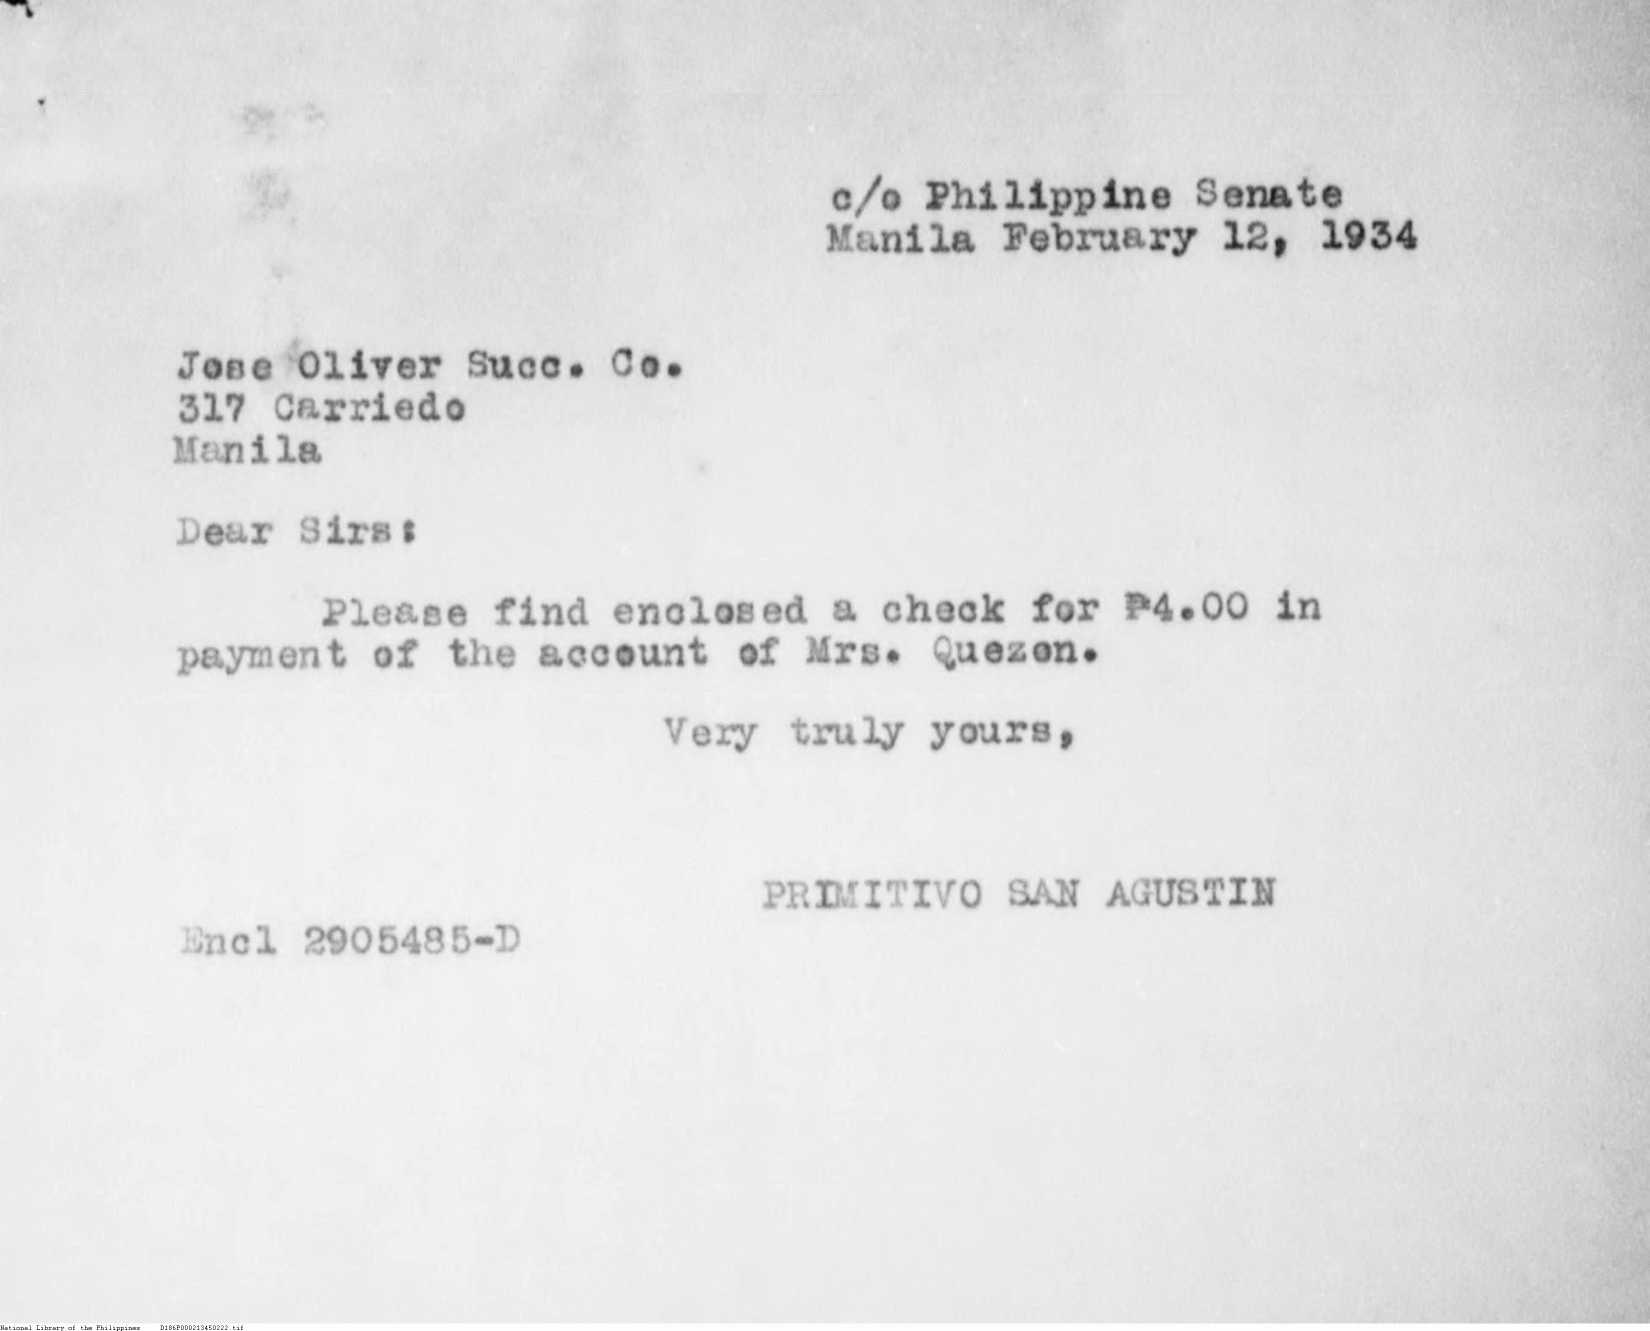 c/o Philippine Senate
Manila February 12, 1934
Jose Oliver Succ. Co.
317 Carriedo
Manila
Dear Sirs:
Please find enclosed a check for ₱4.00 in
payment of the account of Mrs. Quezon.
Very truly yours,
PRIMITIVO SAN AGUSTIN
Encl 2905485-D
National Library of the Philippines D186P000213450222.tif